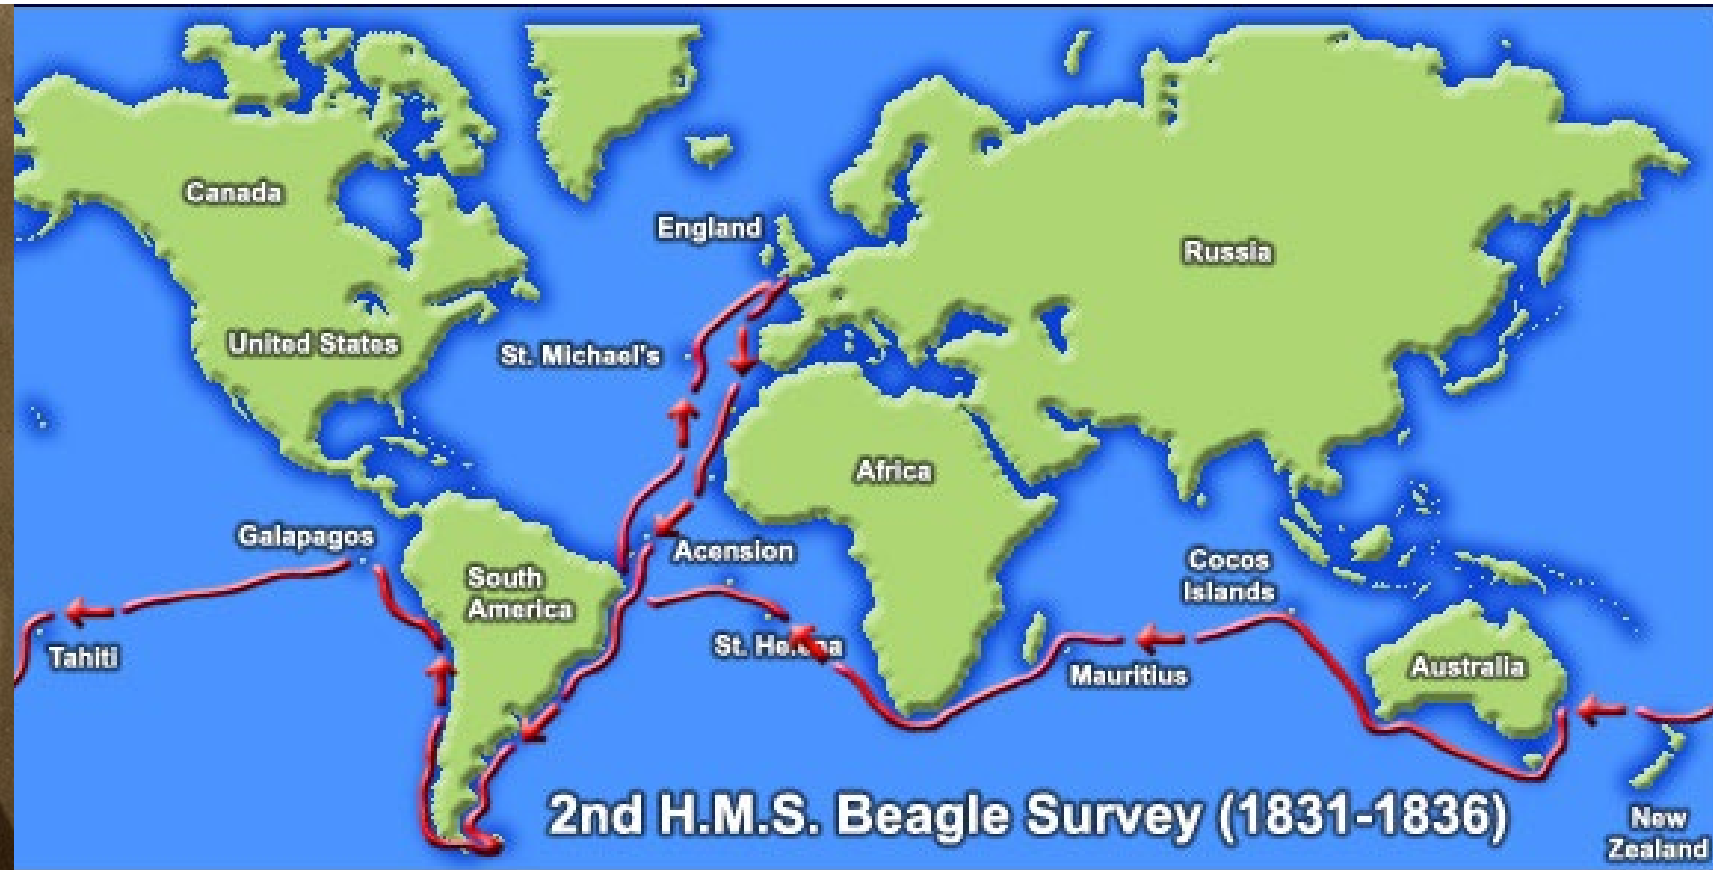 Canada
England
Russia
United States
St. Michael's
Africa
Galapagos
Acension
Cocos
Islands
South
America
St. Helena
Tahiti
Mauritius
Australia
2nd H.M.S. Beagle Survey (1831-1836)
New
Zealand